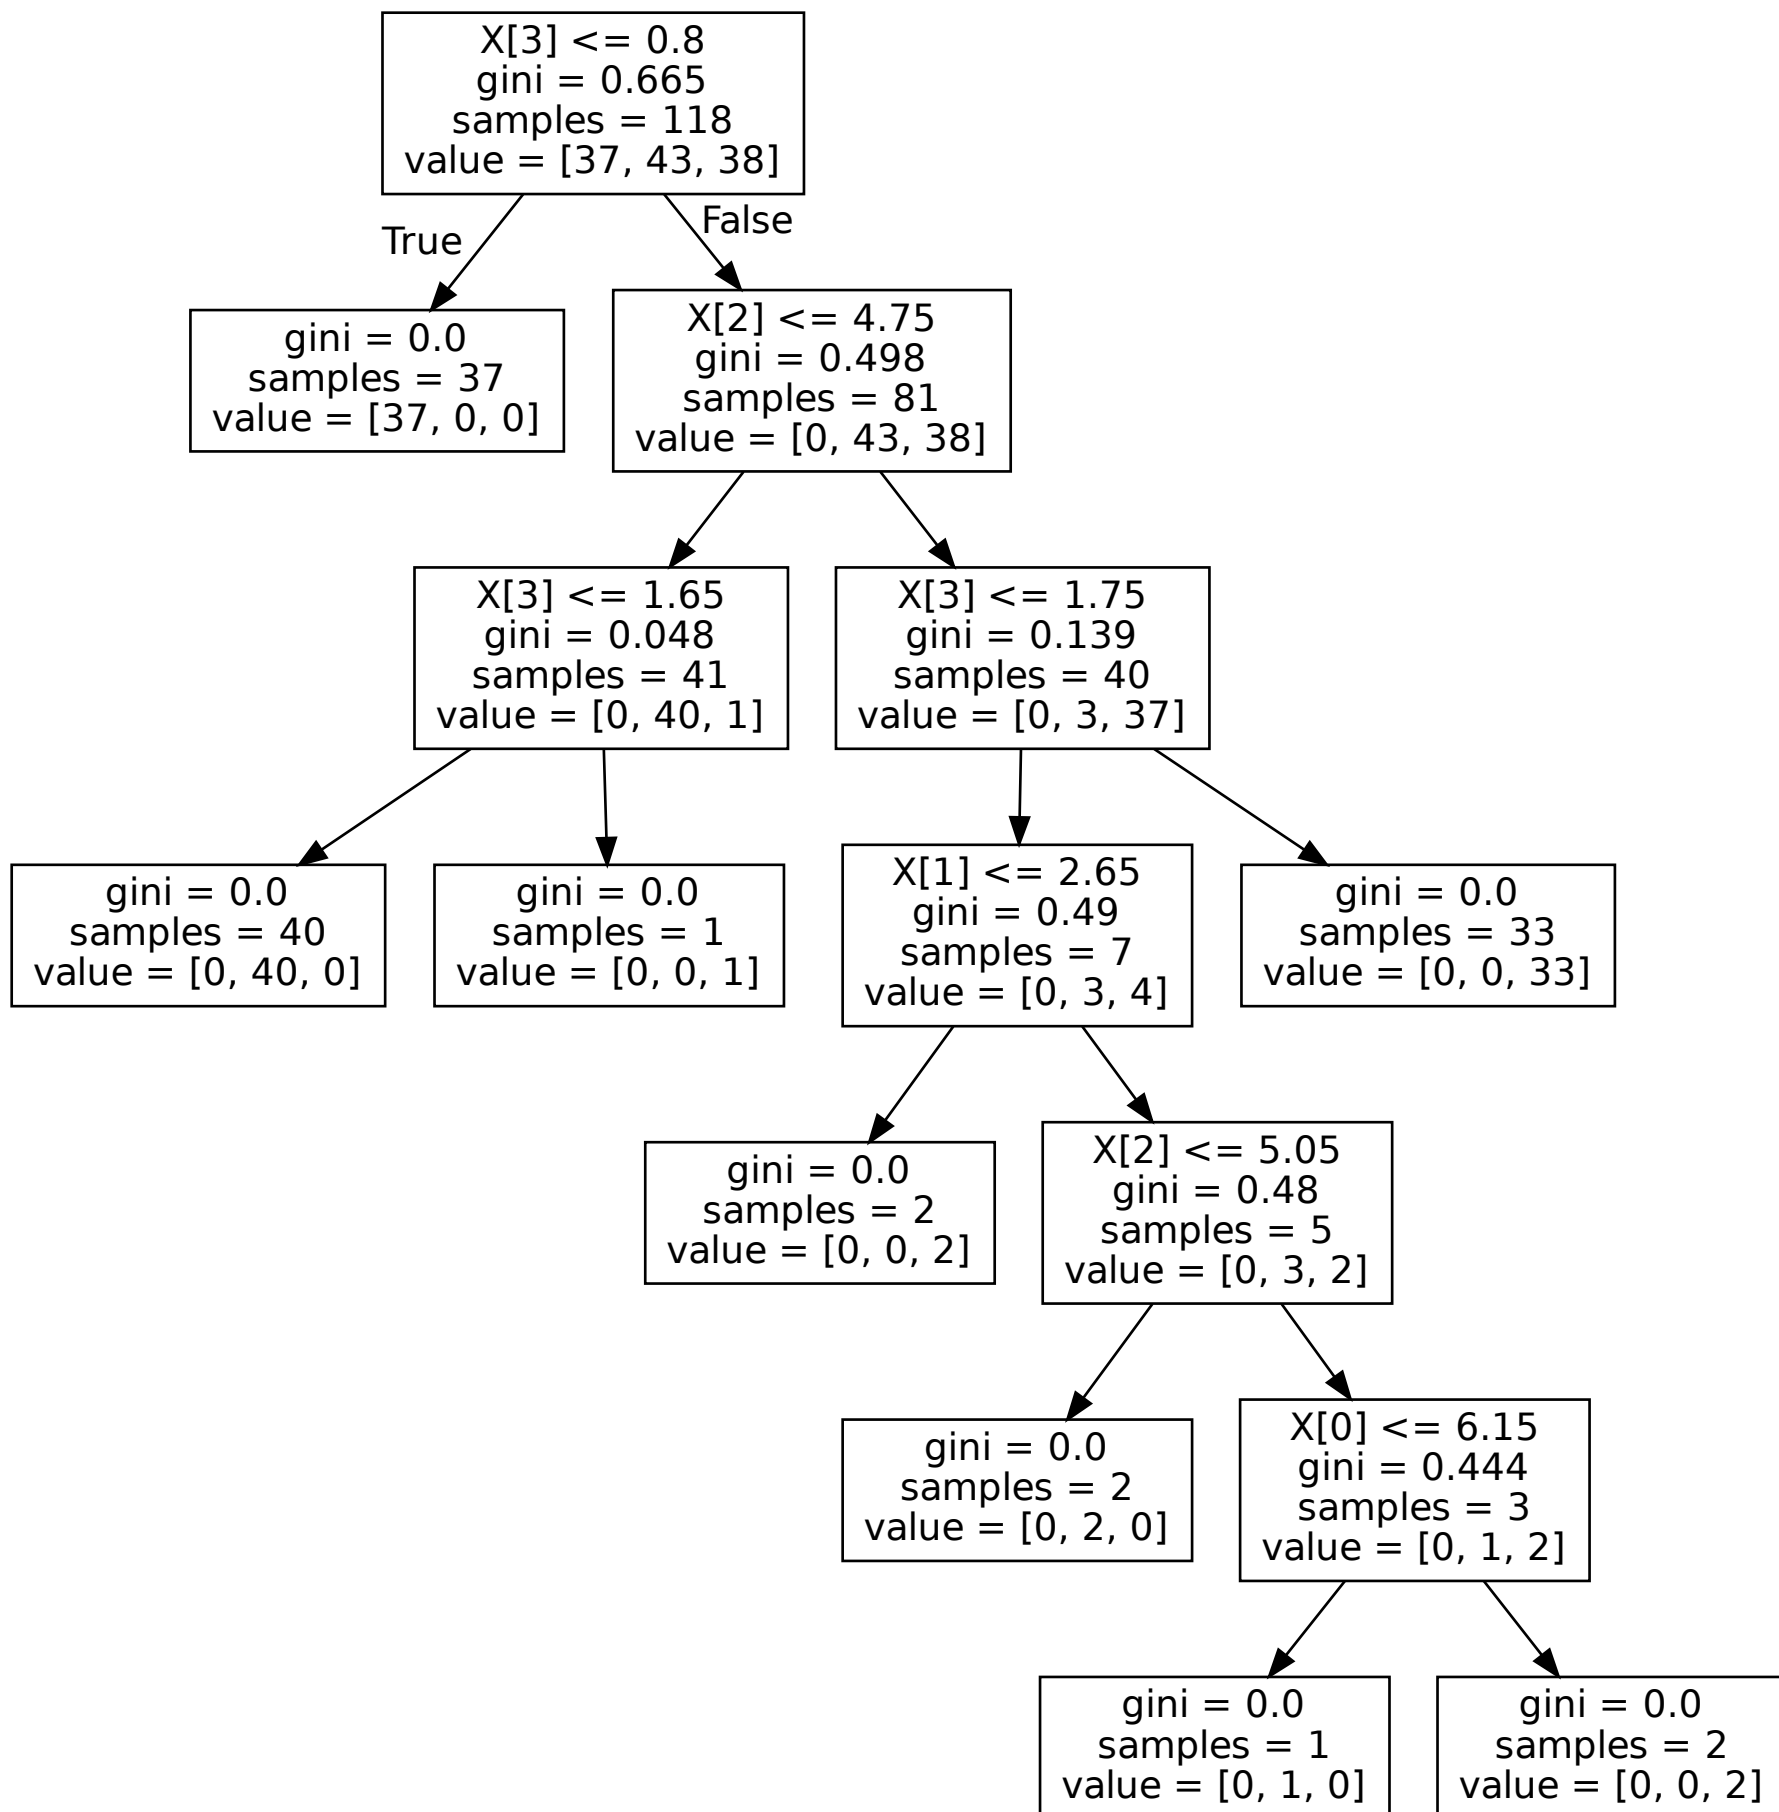 X[3] <= 0.8
gini = 0.665
samples = 118
value = [37, 43, 38]
True
False
gini = 0.0
samples = 37
value = [37, 0, 0]
X[2] <= 4.75
gini = 0.498
samples = 81
value = [0, 43, 38]
X[3] <= 1.65
gini = 0.048
samples = 41
value = [0, 40, 1]
X[3] <= 1.75
gini = 0.139
samples = 40
value = [0, 3, 37]
gini = 0.0
samples = 40
value = [0, 40, 0]
gini = 0.0
samples = 1
value = [0, 0, 1]
X[1] <= 2.65
gini = 0.49
samples = 7
value = [0, 3, 4]
gini = 0.0
samples = 33
value = [0, 0, 33]
gini = 0.0
samples = 2
value = [0, 0, 2]
X[2] <= 5.05
gini = 0.48
samples = 5
value = [0, 3, 2]
gini = 0.0
samples = 2
value = [0, 2, 0]
X[0] <= 6.15
gini = 0.444
samples = 3
value = [0, 1, 2]
gini = 0.0
samples = 1
value = [0, 1, 0]
gini = 0.0
samples = 2
value = [0, 0, 2]